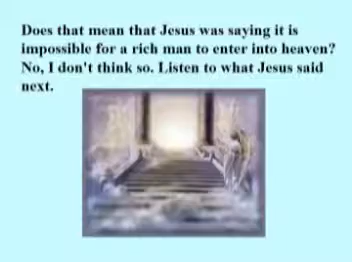 Does that mean that Jesus was saying it is
impossible for a rich man to enter into heaven?
No, I don't think so. Listen to what Jesus said
next.